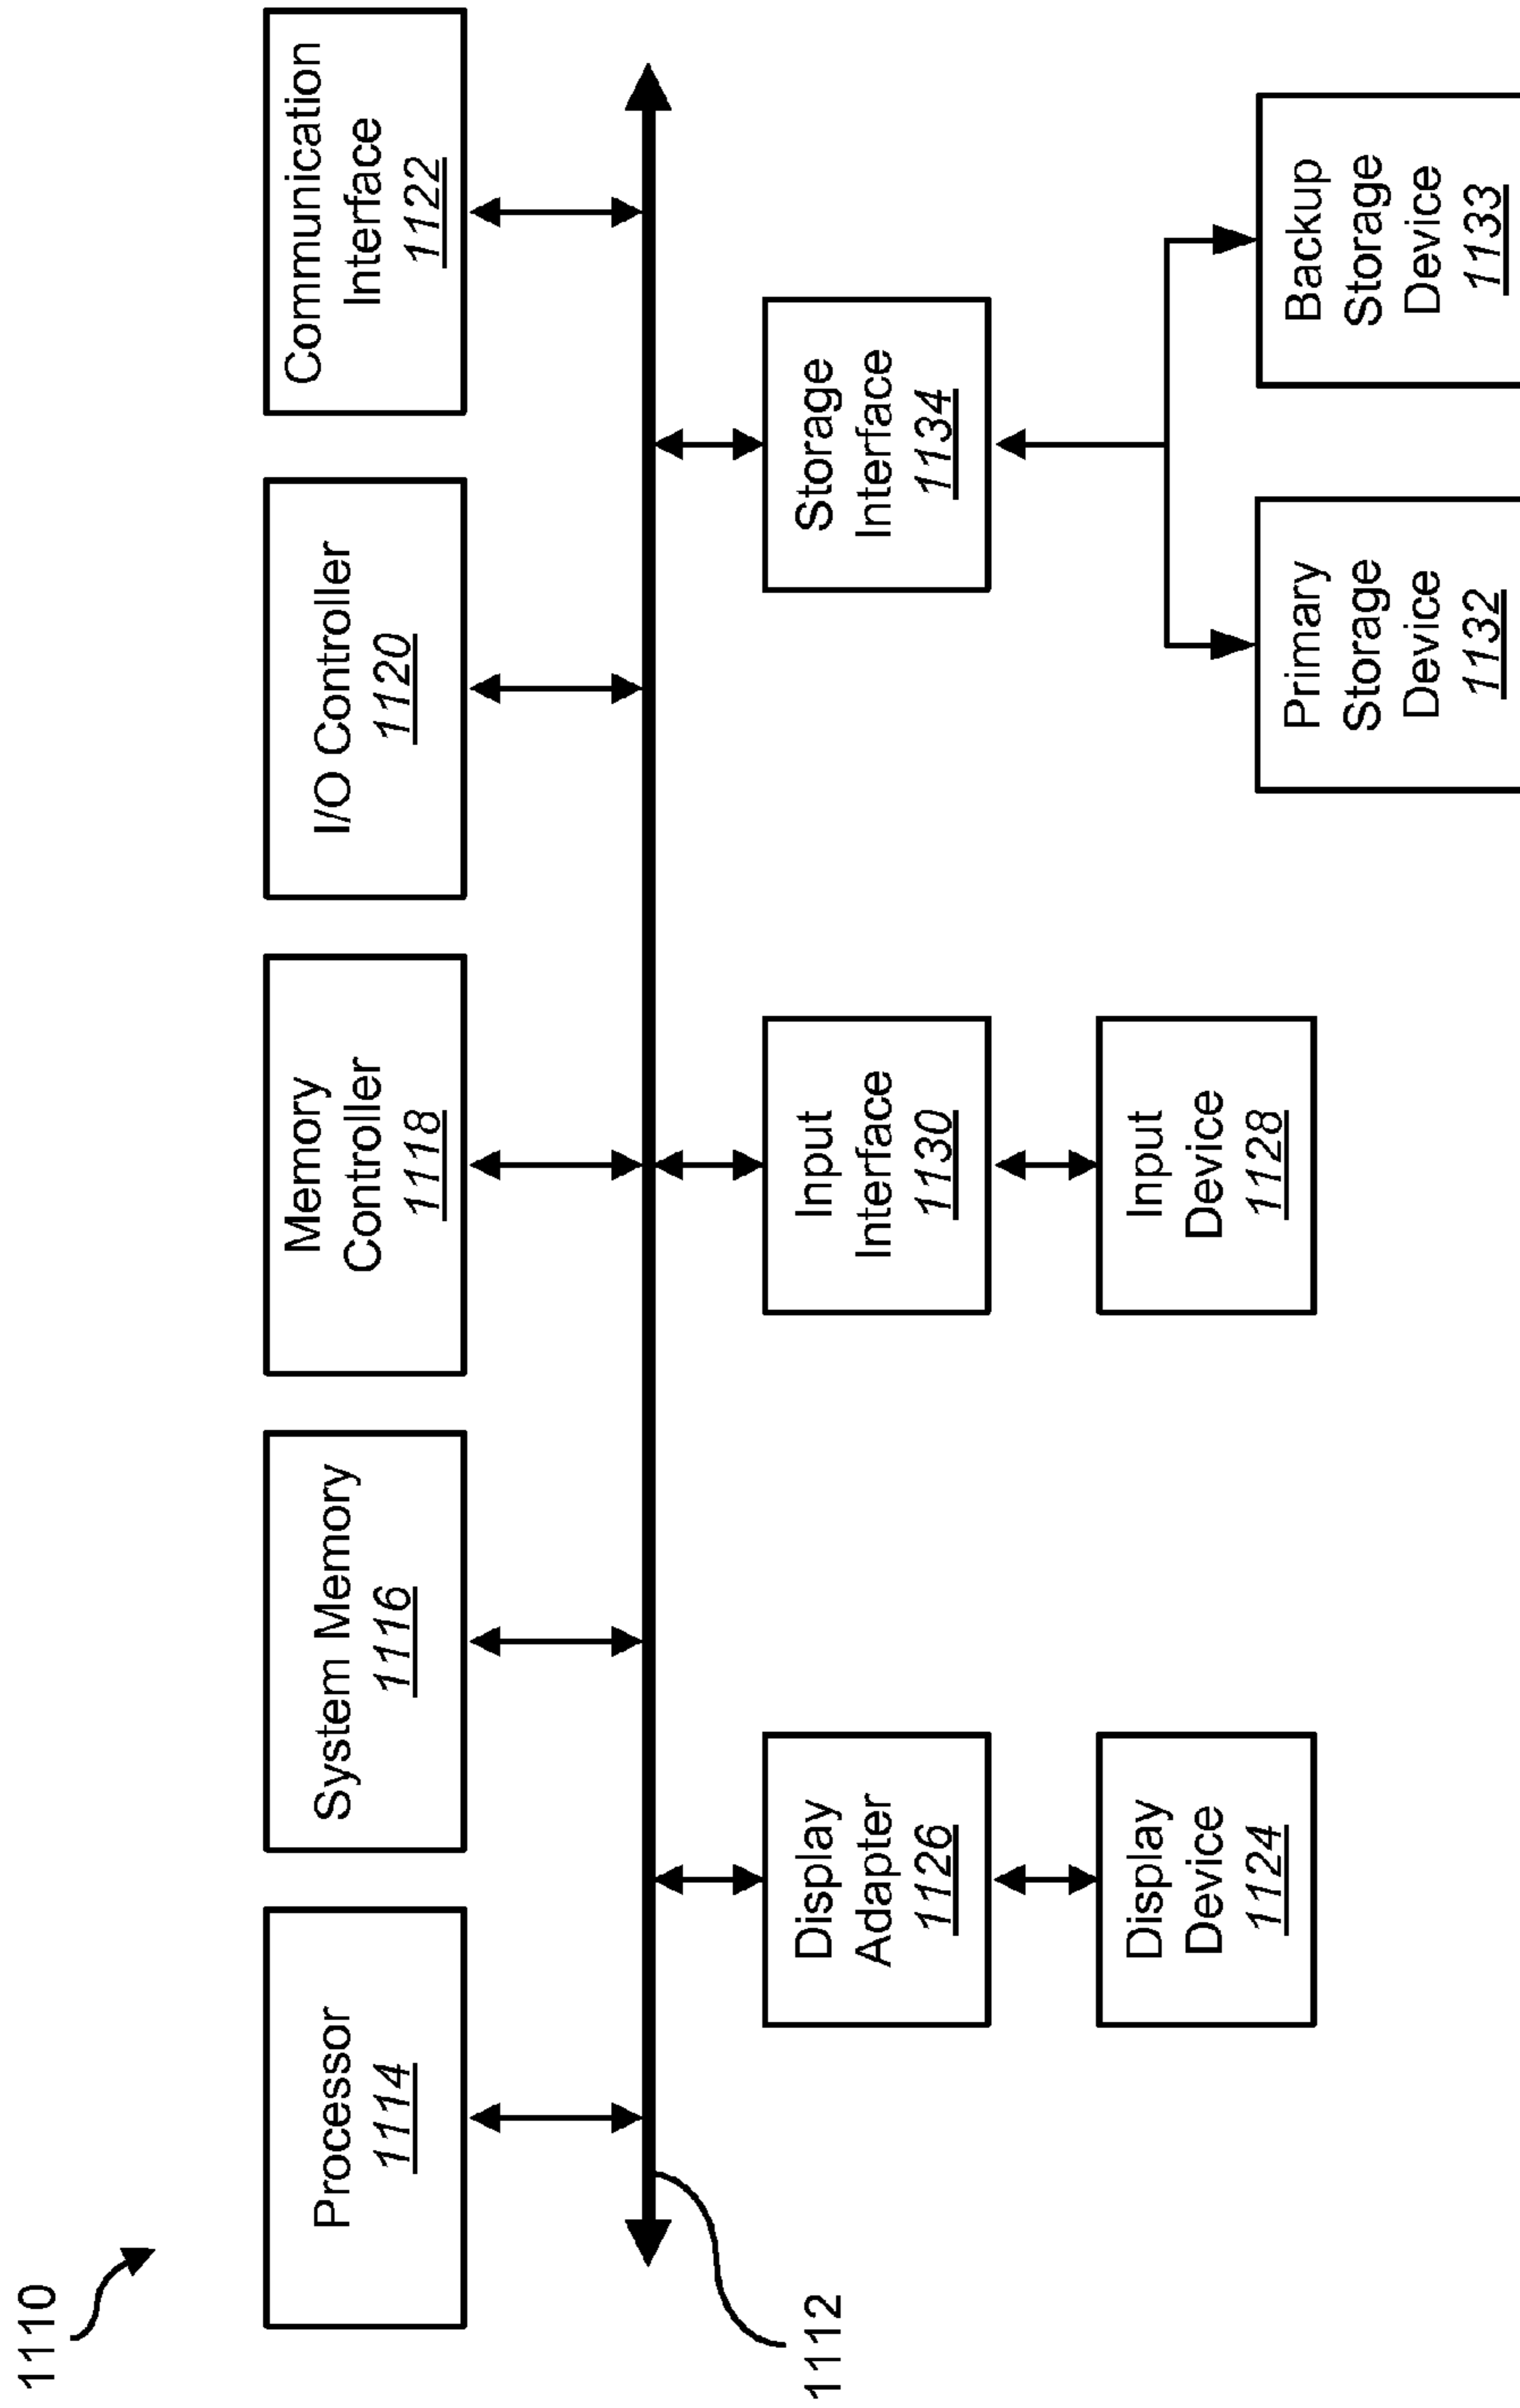 1110
Processor
1114
System Memory
1116
Memory
Controller
1118
I/O Controller
1120
Communication
Interface
1122
1112
Display
Adapter
1126
Input
Interface
1130
Storage
Interface
1134
Display
Device
1124
Input
Device
1128
Primary
Storage
Device
1132
Backup
Storage
Device
1133